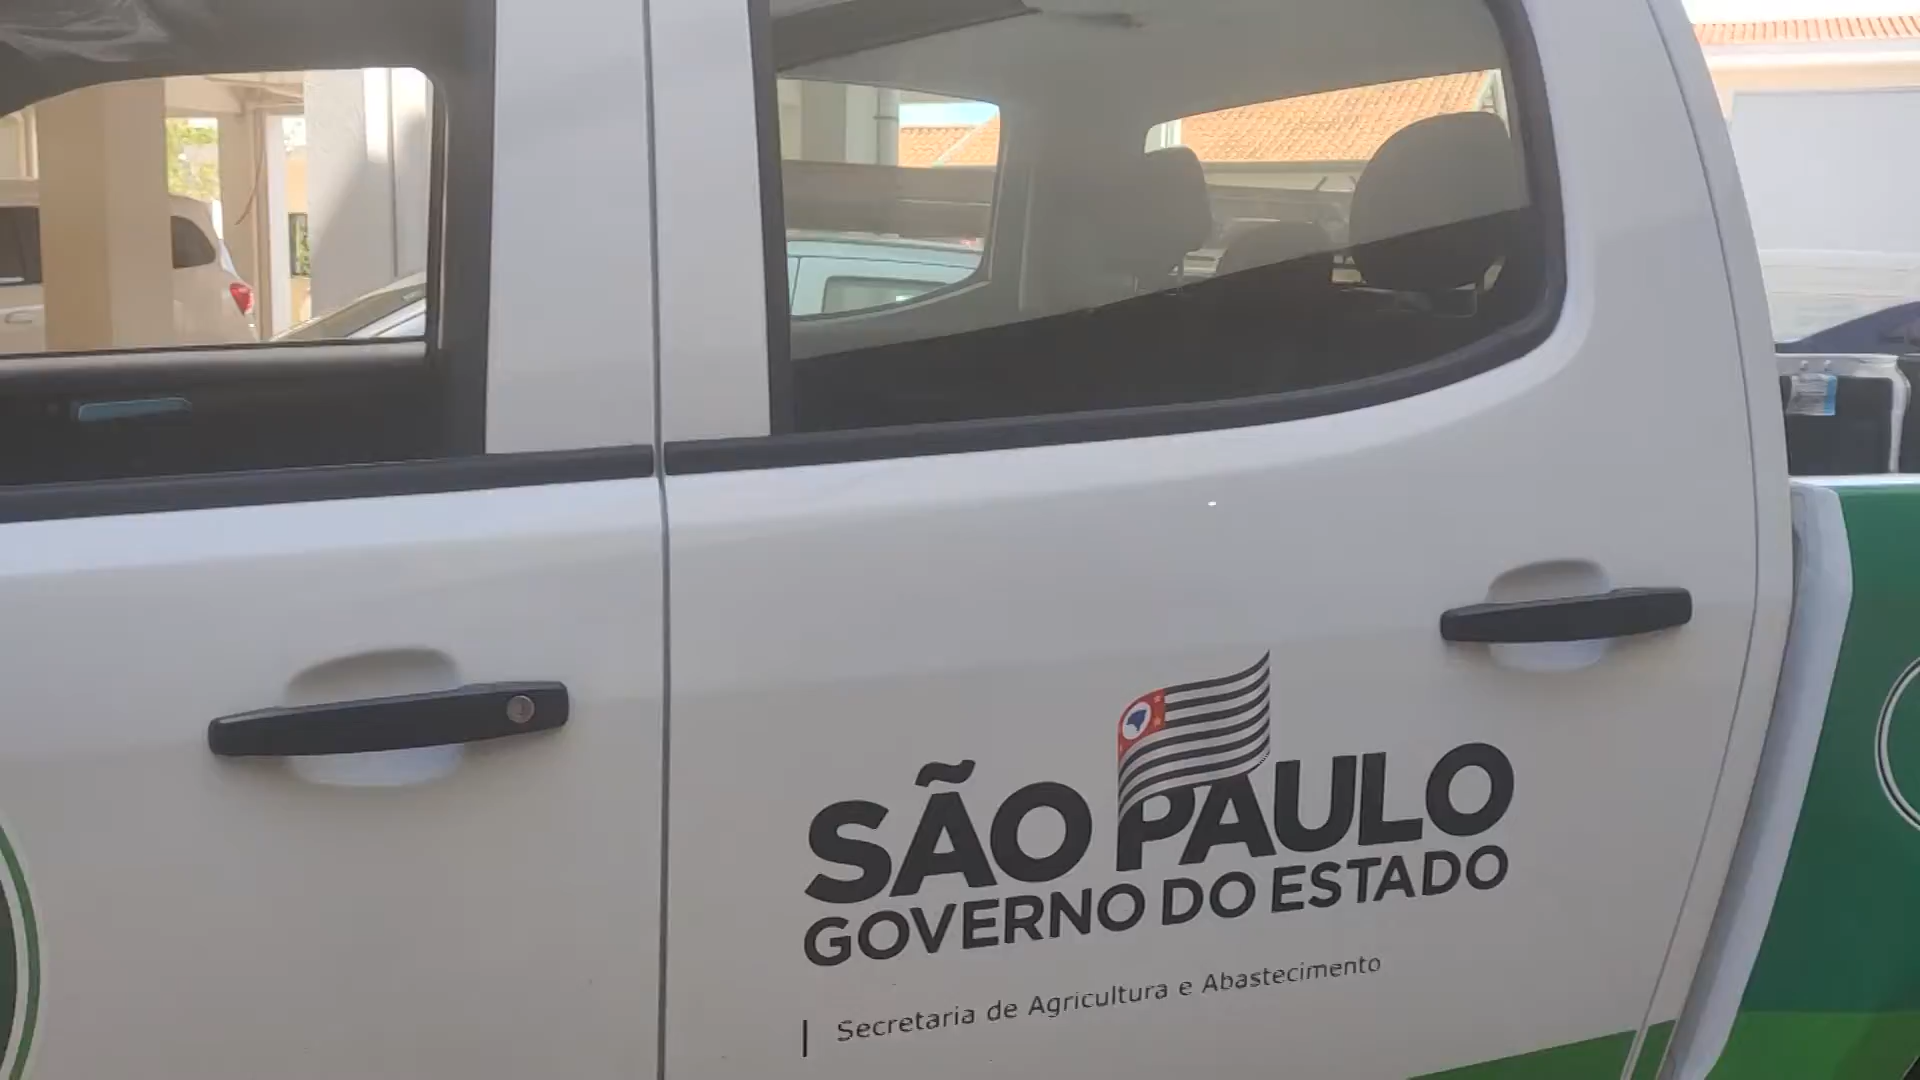 SÃO PAULO
GOVERNO DO ESTADO
Secretaria de Agricultura e Abastecimento